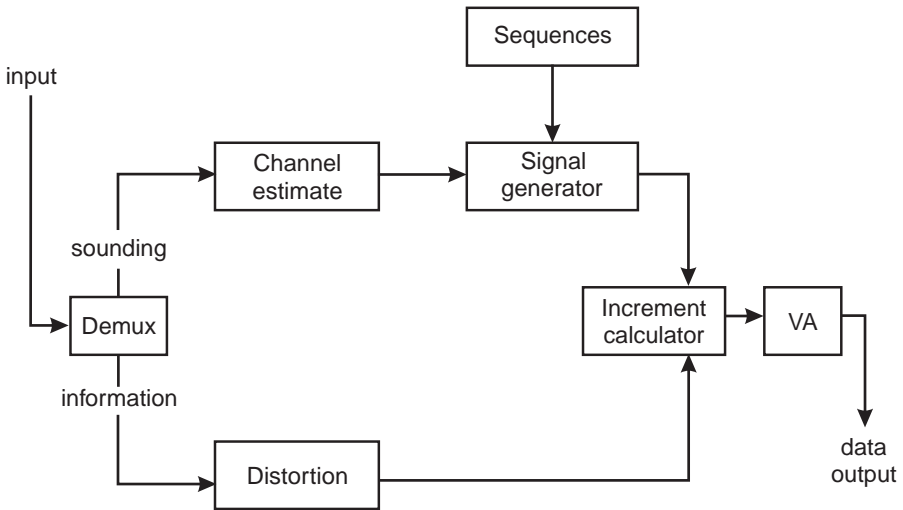 Sequences
input
Channel
estimate
Signal
generator
sounding
Demux
Increment
calculator
VA
information
Distortion
data
output